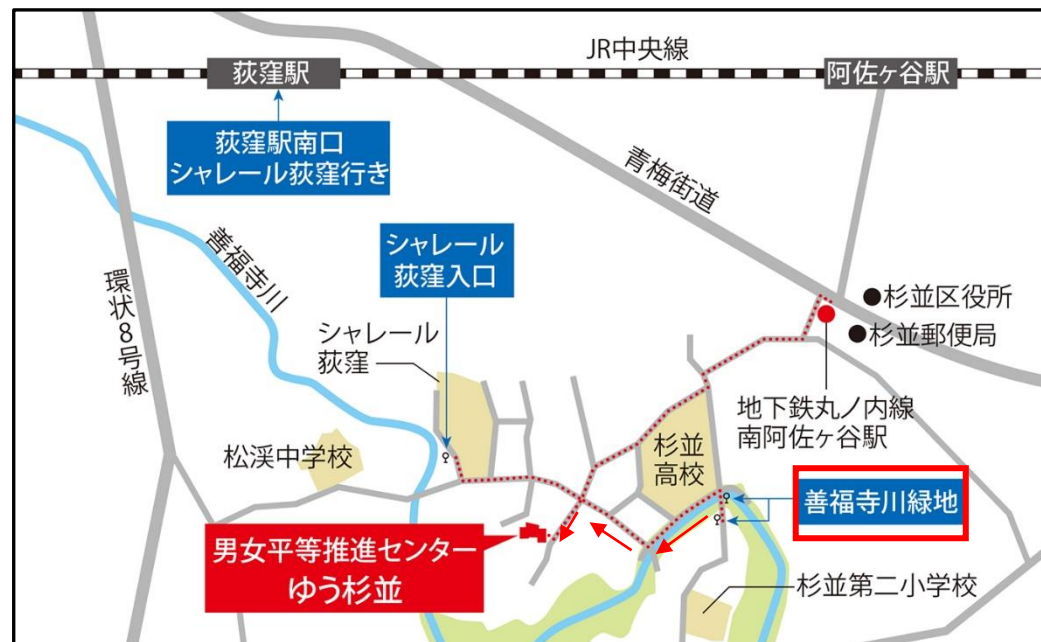 JR中央線
荻窪駅
阿佐ヶ谷駅
荻窪駅南口
シャレール荻窪行き
青梅街道
善福寺川
シャレール
荻窪入口
環状8号線
●杉並区役所
●杉並郵便局
シャレール
荻窪
地下鉄丸ノ内線
南阿佐ヶ谷駅
杉並
高校
松渓中学校
善福寺川緑地
男女平等推進センター
ゆう杉並
杉並第二小学校